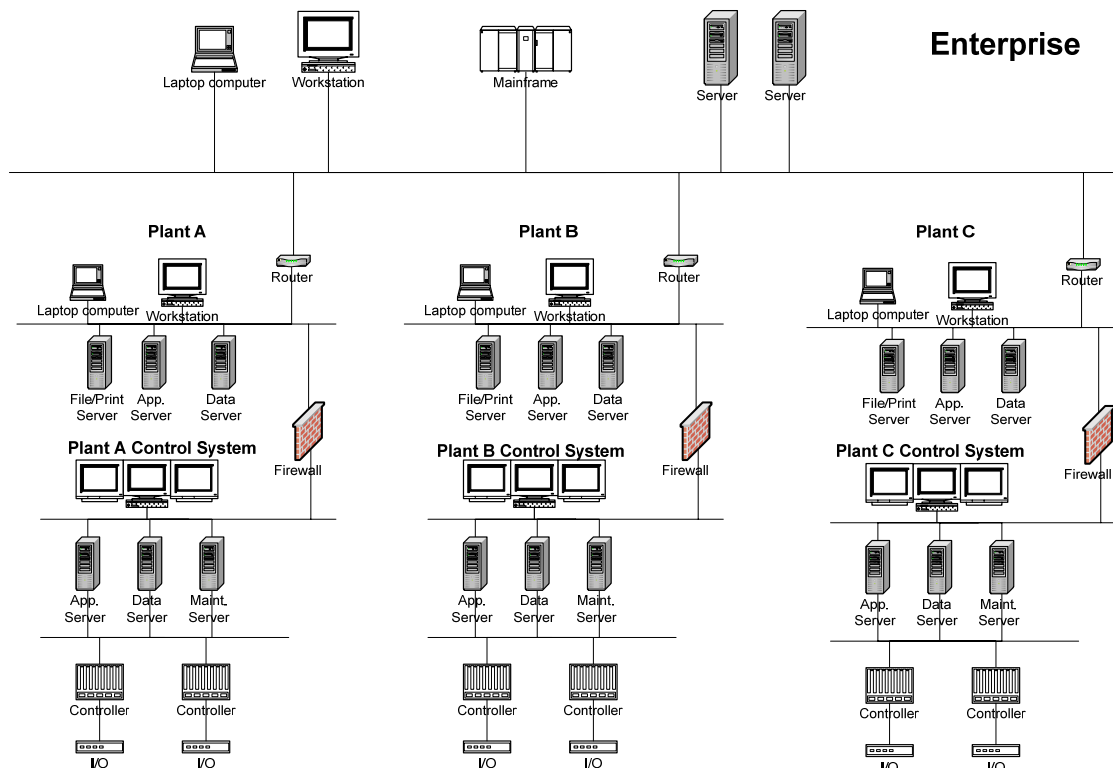 Enterprise
Laptop computer
Workstation
Mainframe
Server
Server
Plant A
Plant B
Plant C
Router
Router
Router
Laptop computer
Workstation
Laptop computer
Workstation
Laptop computer
Workstation
File/Print
Server
App.
Server
Data
Server
File/Print
Server
App.
Server
Data
Server
File/Print
Server
App.
Server
Data
Server
Plant A Control System
Firewall
Plant B Control System
Firewall
Plant C Control System
Firewall
App.
Server
Data
Server
Maint.
Server
App.
Server
Data
Server
Maint.
Server
App.
Server
Data
Server
Maint.
Server
Controller
Controller
Controller
Controller
Controller
Controller
I/O
I/O
I/O
I/O
I/O
I/O